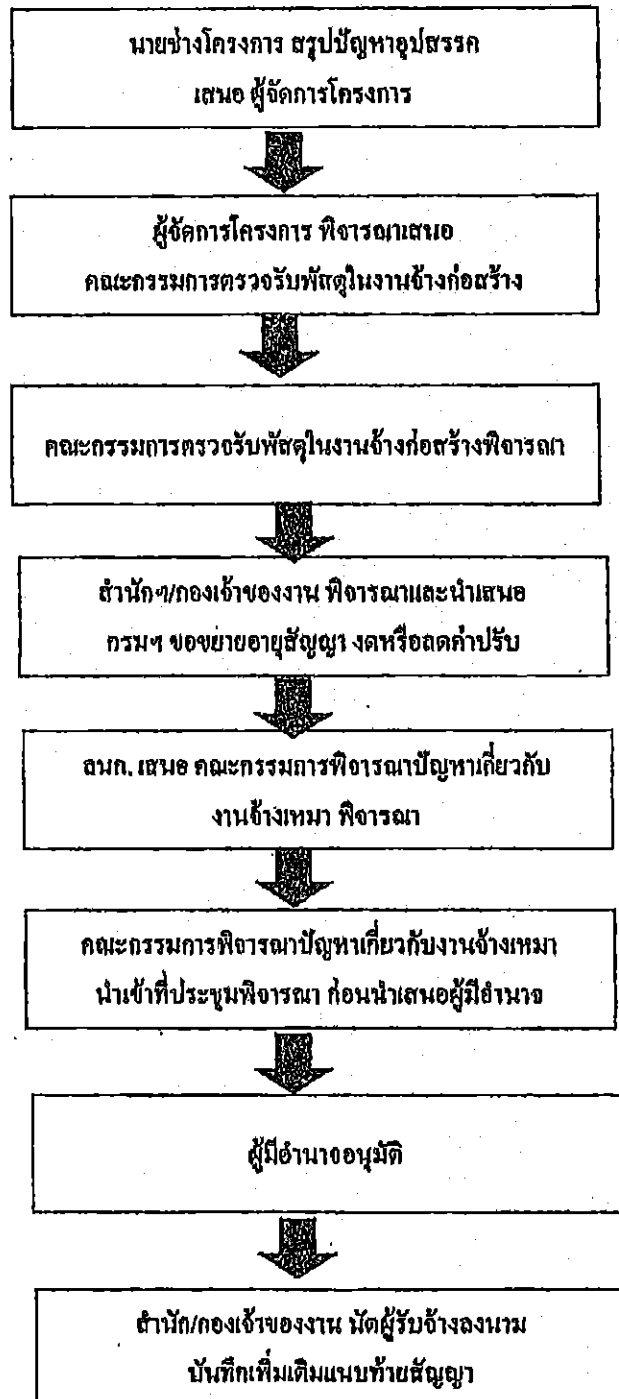 นายช่างโครงการ สรุปปัญหาอุปสรรค
เสนอ ผู้จัดการโครงการ
ผู้จัดการโครงการ พิจารณาเสนอ
คณะกรรมการตรวจรับพัสดุในงานจ้างก่อสร้าง
คณะกรรมการตรวจรับพัสดุในงานจ้างก่อสร้างพิจารณา
สำนักฯ/กองเจ้าของงาน พิจารณาและนำเสนอ
กรมฯ ขอขยายอายุสัญญา งดหรือลดค่าปรับ
สนก. เสนอ คณะกรรมการพิจารณาปัญหาเกี่ยวกับ
งานจ้างเหมา พิจารณา
คณะกรรมการพิจารณาปัญหาเกี่ยวกับงานจ้างเหมา
นำเข้าที่ประชุมพิจารณา ก่อนนำเสนอผู้มีอำนาจ
ผู้มีอำนาจอนุมัติ
สำนัก/กองเจ้าของงาน นัดผู้รับจ้างลงนาม
บันทึกเพิ่มเติมแนบท้ายสัญญา